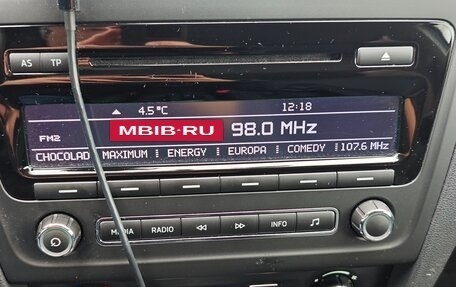 AS TP
4.5°C 12:18
FM2 MBIB-RU 98.0 MHz
CHOCOLAD MAXIMUM ENERGY EUROPA COMEDY 107.6 MHz
MEDIA RADIO INFO